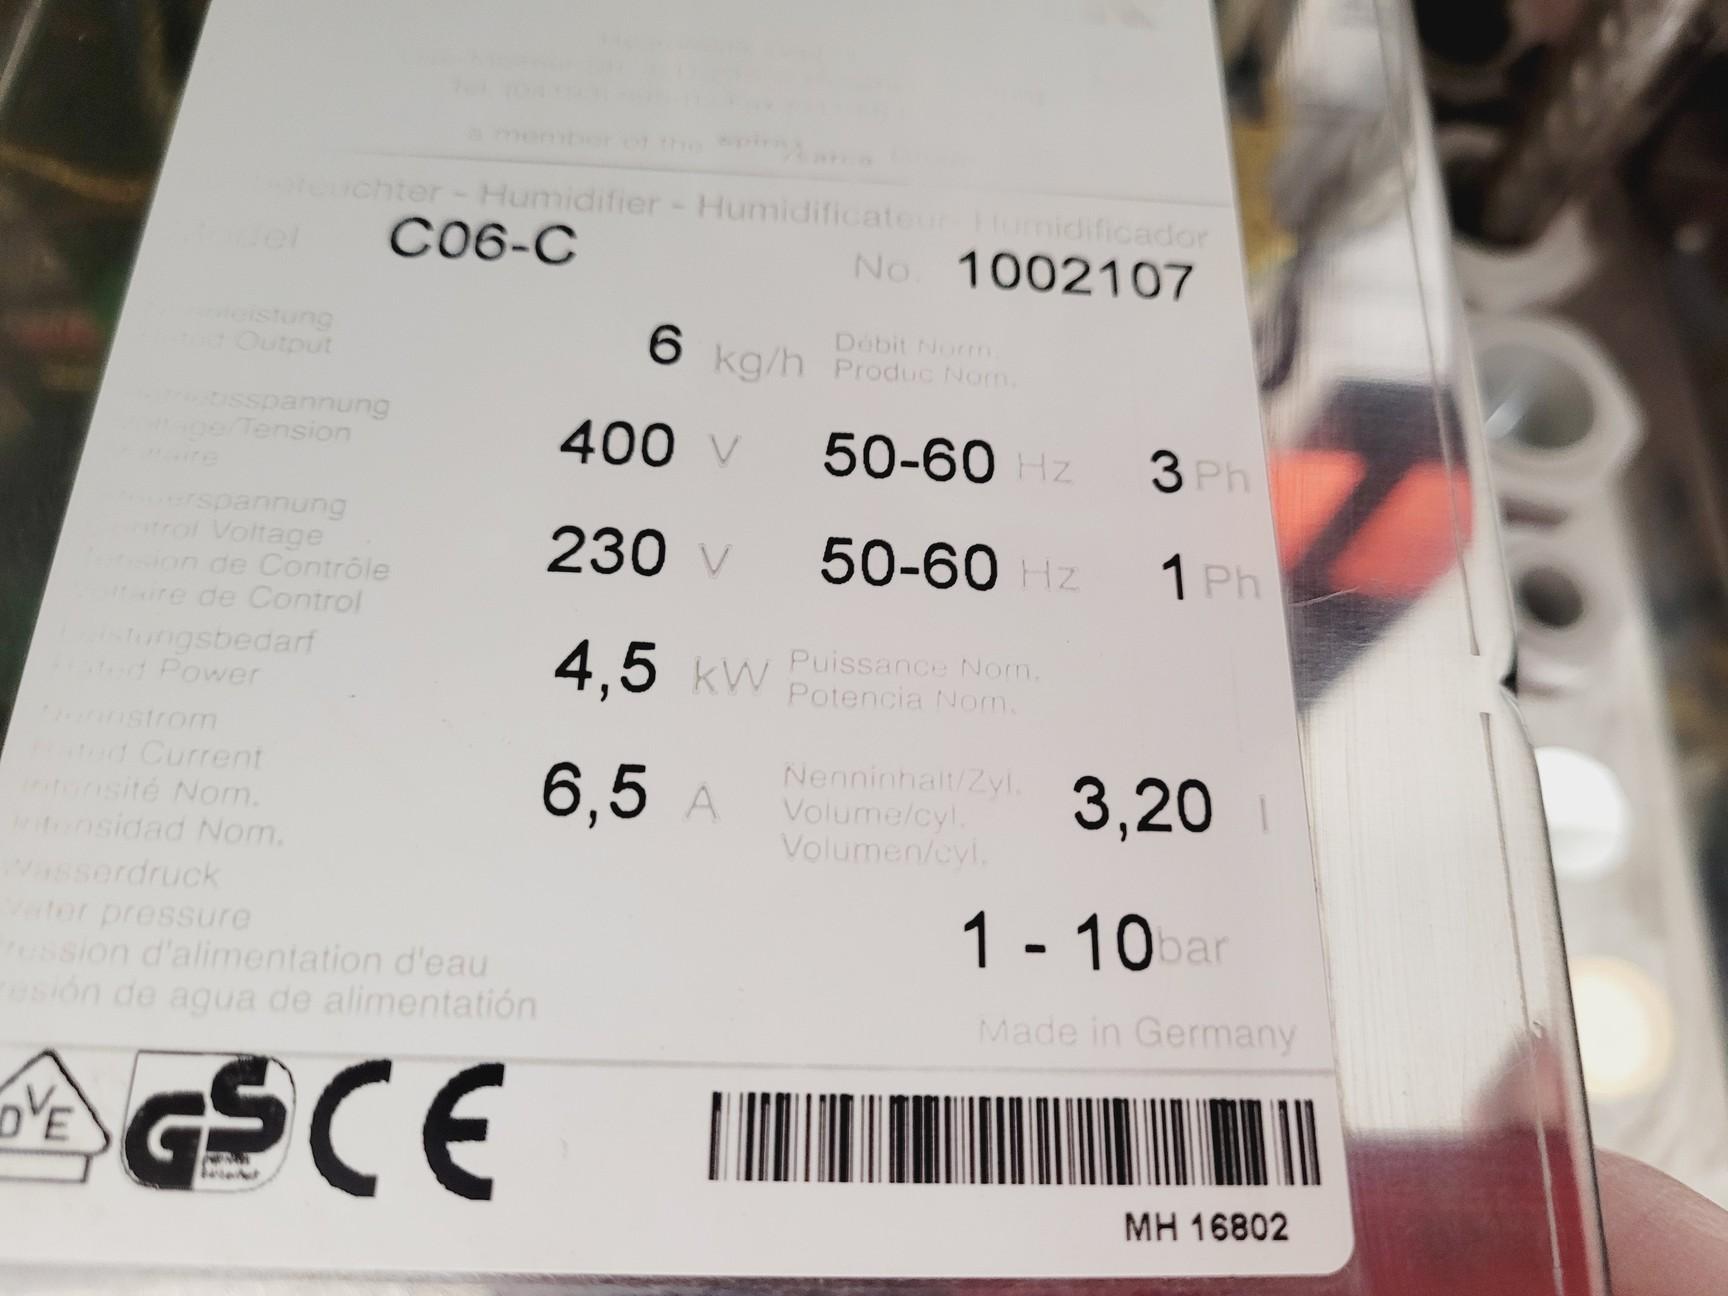 a member of the spirax sarco
Humidifier - Humidificateur - Humidificador
C06-C No. 1002107
Output 6 kg/h Débit Nom.
Produc Nom.
400 V 50-60 Hz 3 Ph
Voltage/Tension
230 V 50-60 Hz 1 Ph
Control Voltage
Tension de Contrôle
Voltaire de Control
Leistungsbedarf 4,5 kW Puissance Nom.
Rated Power Potencia Nom.
Nennstrom
Rated Current 6,5 A Nenninhalt/Zyl. 3,20 l
Intensité Nom. Volume/cyl.
Intensidad Nom. Volumen/cyl.
Wasserdruck
Water pressure 1 - 10 bar
Pression d'alimentation d'eau
Presión de agua de alimentatión
Made in Germany
DVE GS CE
MH 16802